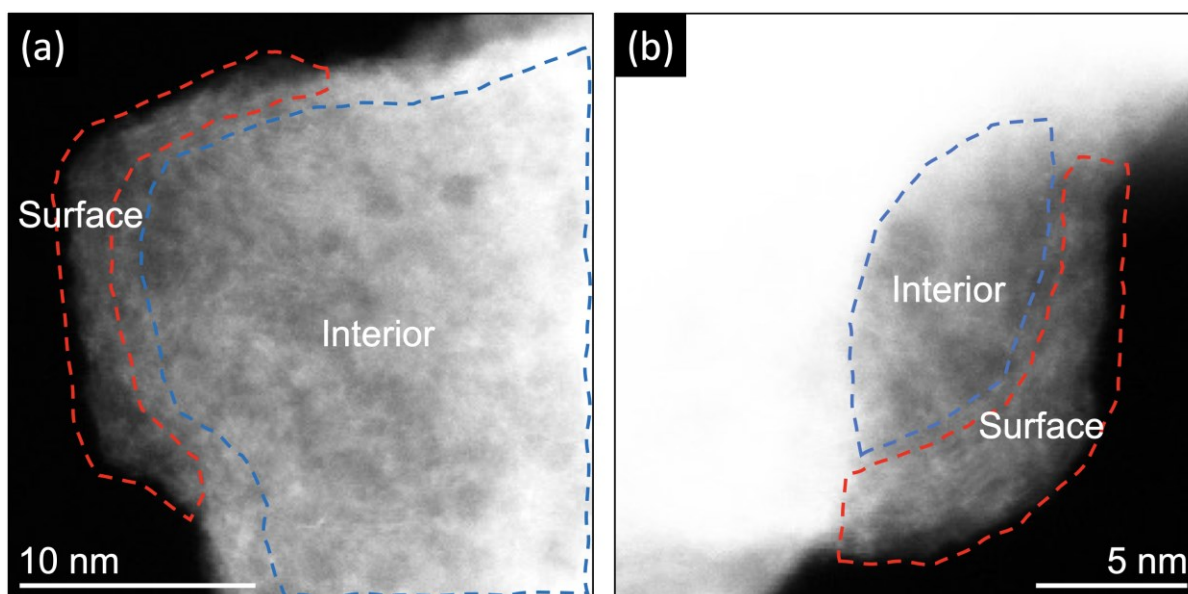 (a)
Surface
Interior
10 nm
(b)
Interior
Surface
5 nm